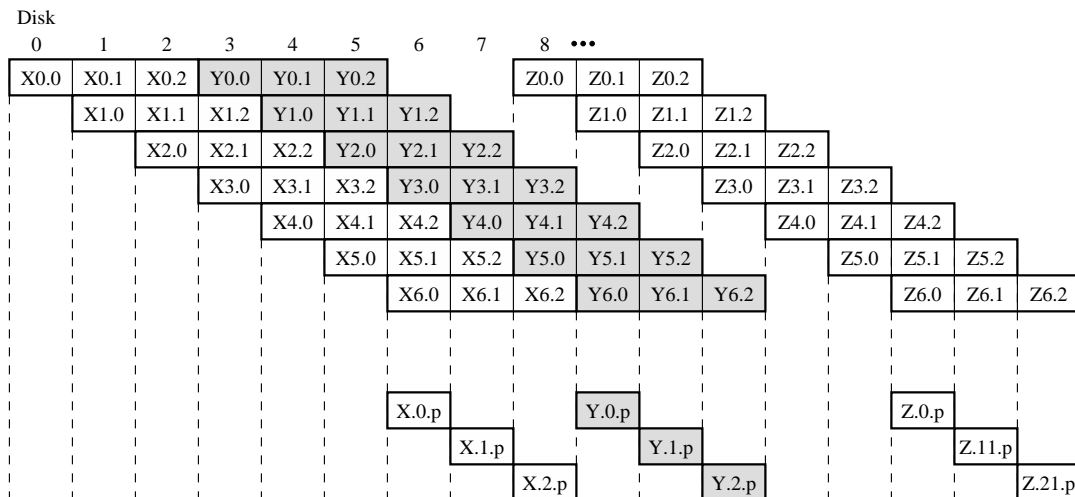 Disk
0 1 2 3 4 5 6 7 8 •••
X0.0 X0.1 X0.2 Y0.0 Y0.1 Y0.2 Z0.0 Z0.1 Z0.2
X1.0 X1.1 X1.2 Y1.0 Y1.1 Y1.2 Z1.0 Z1.1 Z1.2
X2.0 X2.1 X2.2 Y2.0 Y2.1 Y2.2 Z2.0 Z2.1 Z2.2
X3.0 X3.1 X3.2 Y3.0 Y3.1 Y3.2 Z3.0 Z3.1 Z3.2
X4.0 X4.1 X4.2 Y4.0 Y4.1 Y4.2 Z4.0 Z4.1 Z4.2
X5.0 X5.1 X5.2 Y5.0 Y5.1 Y5.2 Z5.0 Z5.1 Z5.2
X6.0 X6.1 X6.2 Y6.0 Y6.1 Y6.2 Z6.0 Z6.1 Z6.2
X.0.p Y.0.p Z.0.p
X.1.p Y.1.p Z.11.p
X.2.p Y.2.p Z.21.p